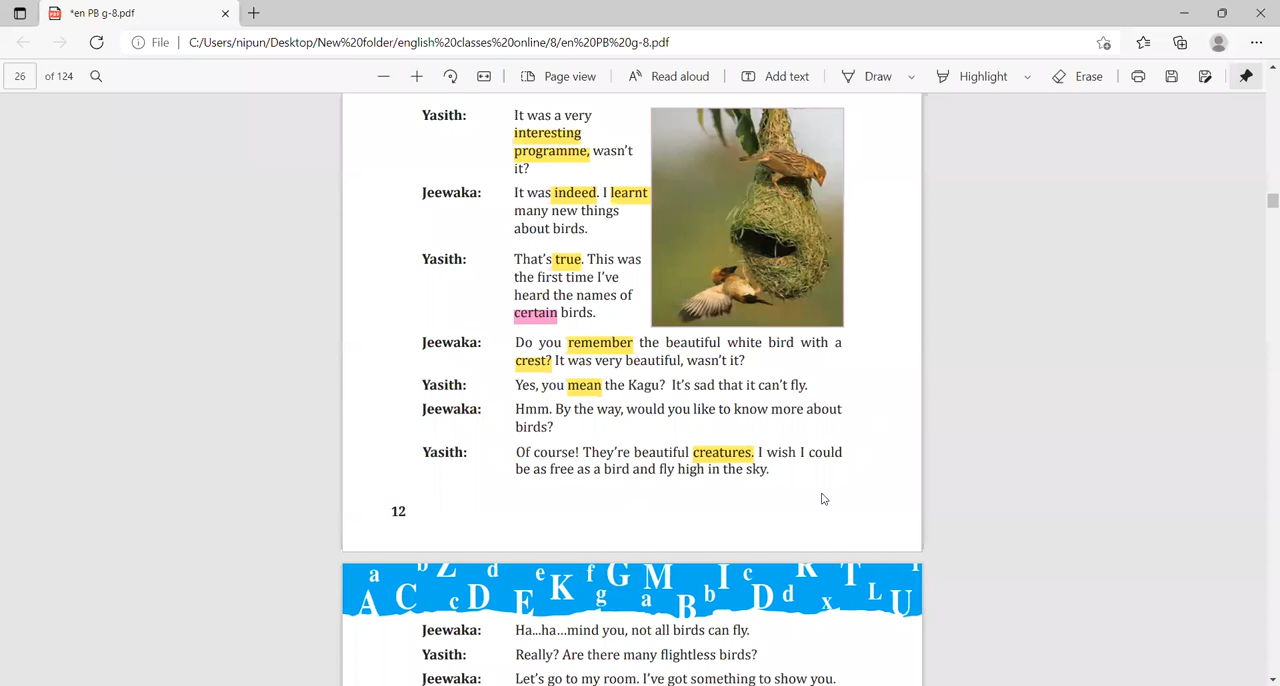 *en PB g-8.pdf
File | C:/Users/nipun/Desktop/New%20folder/english%20classes%20online/8/en%20PB%20g-8.pdf
26 of 124 Page view Read aloud Add text Draw Highlight Erase
Yasith: It was a very
interesting
programme, wasn't
it?
Jeewaka: It was indeed. I learnt
many new things
about birds.
Yasith: That's true. This was
the first time I've
heard the names of
certain birds.
Jeewaka: Do you remember the beautiful white bird with a
crest? It was very beautiful, wasn't it?
Yasith: Yes, you mean the Kagu? It's sad that it can't fly.
Jeewaka: Hmm. By the way, would you like to know more about
birds?
Yasith: Of course! They're beautiful creatures. I wish I could
be as free as a bird and fly high in the sky.
12
a b Z d e K f G M I c R T
A C c D E g a B b D d x L U
Jeewaka: Ha...ha...mind you, not all birds can fly.
Yasith: Really? Are there many flightless birds?
Jeewaka: Let's go to my room. I've got something to show you.